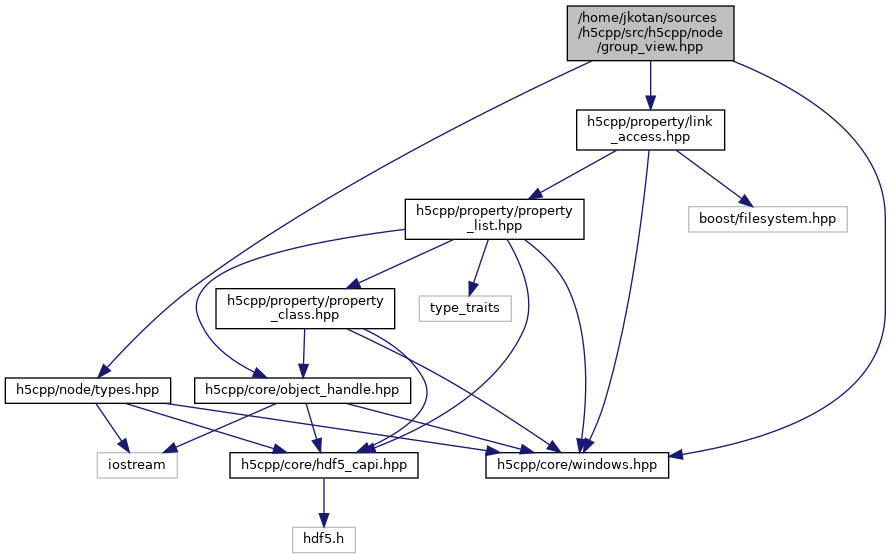 /home/jkotan/sources
/h5cpp/src/h5cpp/node
/group_view.hpp
h5cpp/property/link
_access.hpp
h5cpp/property/property
_list.hpp
boost/filesystem.hpp
h5cpp/property/property
_class.hpp
type_traits
h5cpp/node/types.hpp
h5cpp/core/object_handle.hpp
iostream
h5cpp/core/hdf5_capi.hpp
h5cpp/core/windows.hpp
hdf5.h